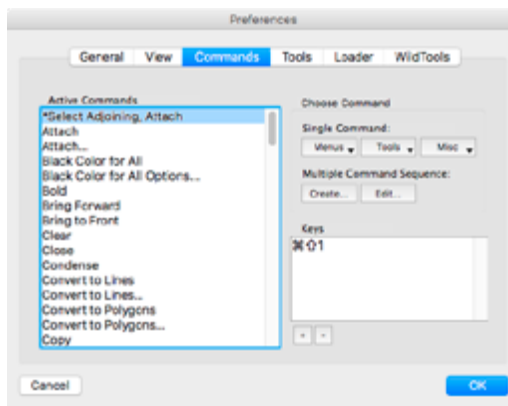 Preferences
General View Commands Tools Loader WildTools
Active Commands
*Select Adjoining, Attach
Attach
Attach...
Black Color for All
Black Color for All Options...
Bold
Bring Forward
Bring to Front
Clear
Close
Condense
Convert to Lines
Convert to Lines...
Convert to Polygons
Convert to Polygons...
Copy
Choose Command
Single Command:
Menus Tools Misc
Multiple Command Sequence:
Create... Edit...
Keys
⌘⇧1
+ -
Cancel OK